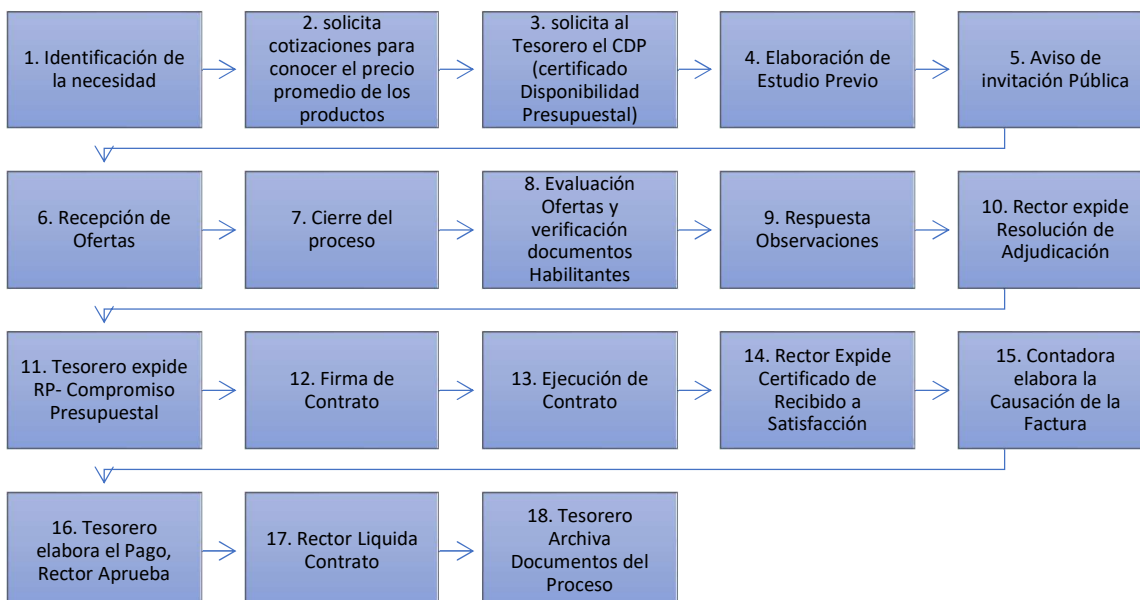 1. Identificación de
la necesidad
2. solicita
cotizaciones para
conocer el precio
promedio de los
productos
3. solicita al
Tesorero el CDP
(certificado
Disponibilidad
Presupuestal)
4. Elaboración de
Estudio Previo
5. Aviso de
invitación Pública
6. Recepción de
Ofertas
7. Cierre del
proceso
8. Evaluación
Ofertas y
verificación
documentos
Habilitantes
9. Respuesta
Observaciones
10. Rector expide
Resolución de
Adjudicación
11. Tesorero expide
RP- Compromiso
Presupuestal
12. Firma de
Contrato
13. Ejecución de
Contrato
14. Rector Expide
Certificado de
Recibido a
Satisfacción
15. Contadora
elabora la
Causación de la
Factura
16. Tesorero
elabora el Pago,
Rector Aprueba
17. Rector Liquida
Contrato
18. Tesorero
Archiva
Documentos del
Proceso